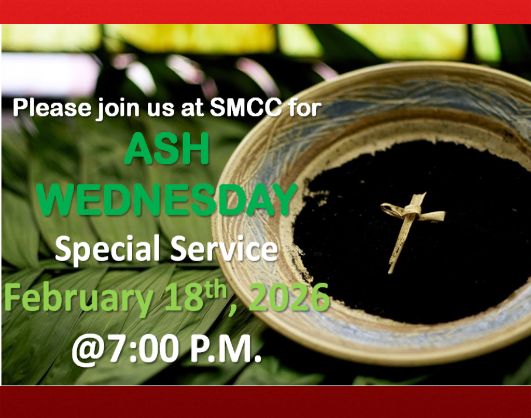 Please join us at SMCC for
ASH
WEDNESDAY
Special Service
February 18th, 2026
@7:00 P.M.